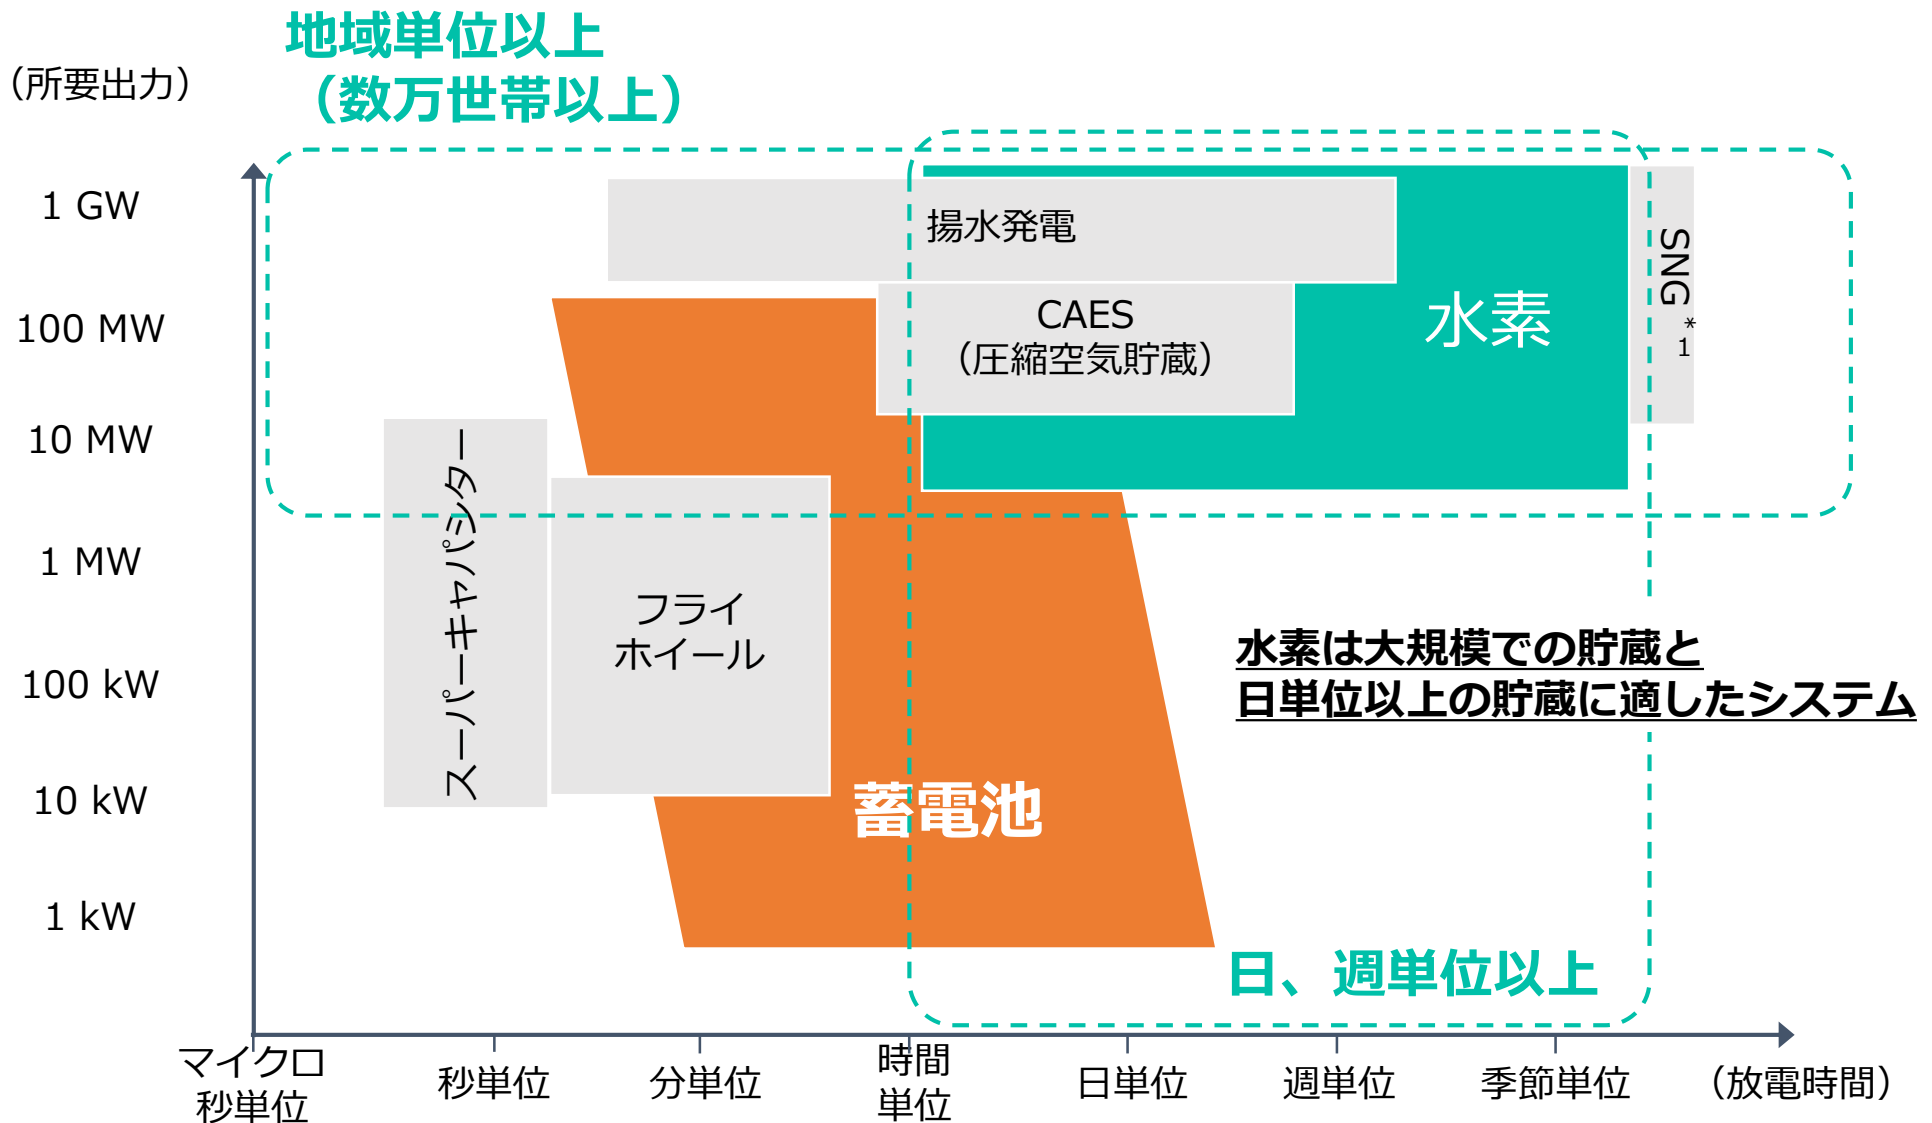 地域単位以上
（数万世帯以上）
（所要出力）
1 GW
100 MW
10 MW
1 MW
100 kW
10 kW
1 kW
揚水発電
CAES
（圧縮空気貯蔵）
水素
SNG
*
1
スーパーキャパシター
フライ
ホイール
蓄電池
水素は大規模での貯蔵と
日単位以上の貯蔵に適したシステム
日、週単位以上
マイクロ
秒単位
秒単位
分単位
時間
単位
日単位
週単位
季節単位
（放電時間）